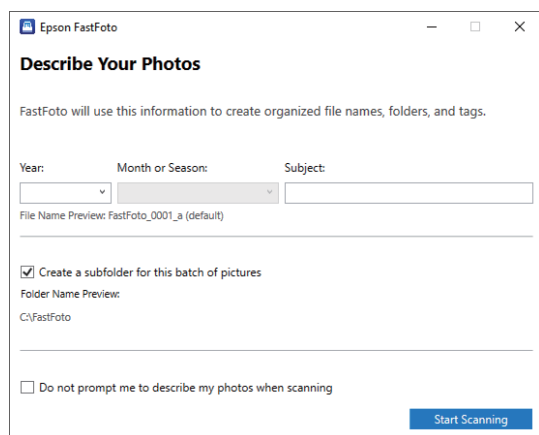 Epson FastFoto
Describe Your Photos
FastFoto will use this information to create organized file names, folders, and tags.
Year: Month or Season: Subject:
File Name Preview: FastFoto_0001_a (default)
Create a subfolder for this batch of pictures
Folder Name Preview:
C:\FastFoto
Do not prompt me to describe my photos when scanning
Start Scanning